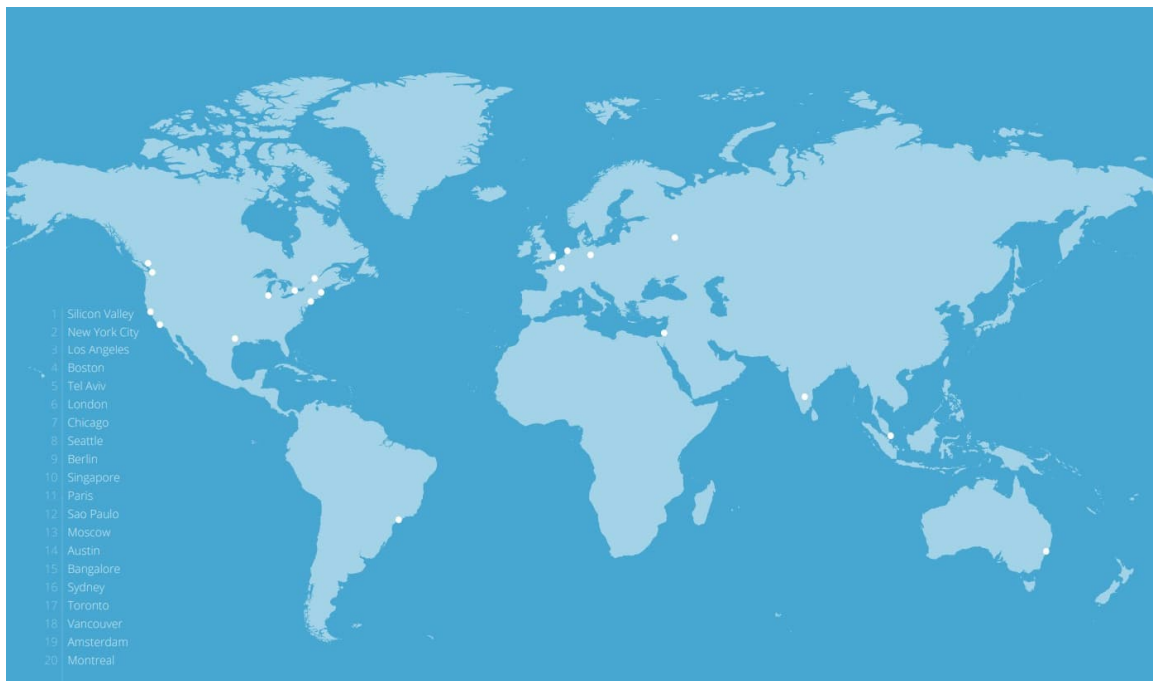 1 Silicon Valley
2 New York City
3 Los Angeles
4 Boston
5 Tel Aviv
6 London
7 Chicago
8 Seattle
9 Berlin
10 Singapore
11 Paris
12 Sao Paulo
13 Moscow
14 Austin
15 Bangalore
16 Sydney
17 Toronto
18 Vancouver
19 Amsterdam
20 Montreal